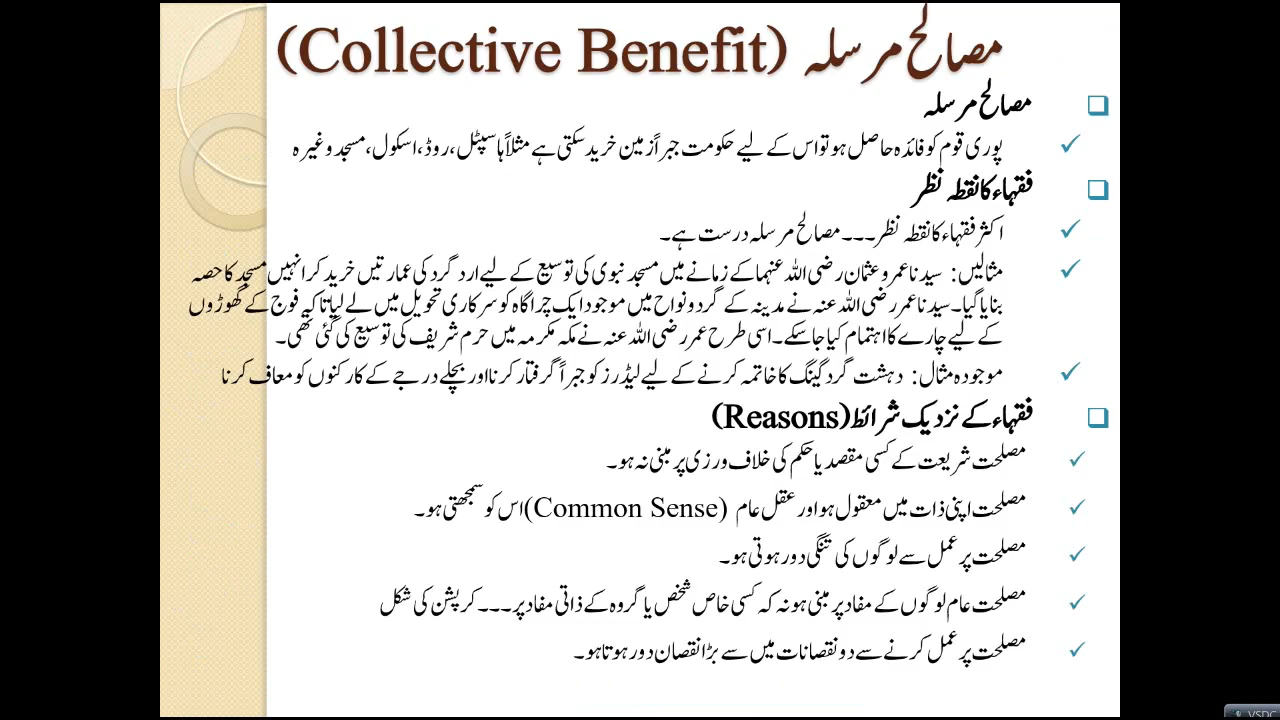 مصالح مرسلہ (Collective Benefit)
مصالح مرسلہ
پوری قوم کو فائدہ حاصل ہو تو اس کے لیے حکومت جبراً زمین خرید سکتی ہے مثلاً ہاسپٹل، روڈ، اسکول، مسجد وغیرہ
فقہاء کا نقطہ نظر
اکثر فقہاء کا نقطہ نظر۔۔۔ مصالح مرسلہ درست ہے۔
مثالیں: سیدنا عمر و عثمان رضی اللہ عنہما کے زمانے میں مسجد نبوی کی توسیع کے لیے ارد گرد کی عمارتیں خرید کر انہیں مسجد کا حصہ
بنایا گیا۔ سیدنا عمر رضی اللہ عنہ نے مدینہ کے گرد و نواح میں موجود ایک چراگاہ کو سرکاری تحویل میں لے لیا تاکہ فوج کے گھوڑوں
کے لیے چارے کا اہتمام کیا جا سکے۔ اسی طرح عمر رضی اللہ عنہ نے مکہ مکرمہ میں حرم شریف کی توسیع کی گئی تھی۔
موجودہ مثال: دہشت گرد گینگ کا خاتمہ کرنے کے لیے لیڈرز کو جبراً گرفتار کرنا اور نچلے درجے کے کارکنوں کو معاف کرنا
فقہاء کے نزدیک شرائط (Reasons)
مصلحت شریعت کے کسی مقصد یا حکم کی خلاف ورزی پر مبنی نہ ہو۔
مصلحت اپنی ذات میں معقول ہو اور عقل عام (Common Sense) اس کو سمجھتی ہو۔
مصلحت پر عمل سے لوگوں کی تنگی دور ہوتی ہو۔
مصلحت عام لوگوں کے مفاد پر مبنی ہو نہ کہ کسی خاص شخص یا گروہ کے ذاتی مفاد پر۔۔۔ کرپشن کی شکل
مصلحت پر عمل کرنے سے دو نقصانات میں سے بڑا نقصان دور ہوتا ہو۔
VSDC